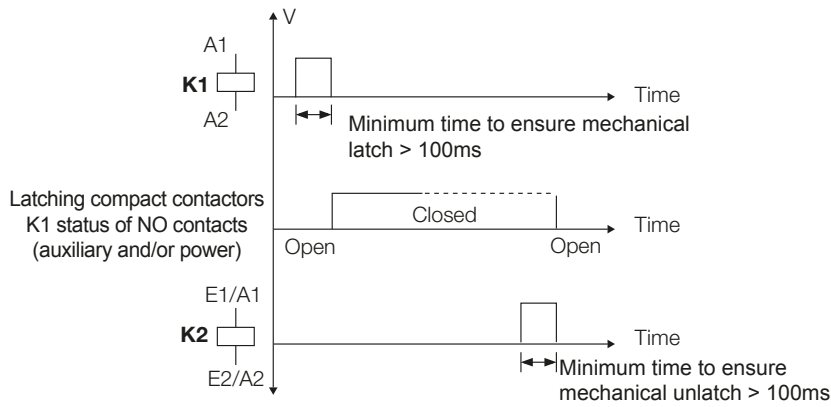 V
A1
K1
A2
Time
Minimum time to ensure mechanical
latch > 100ms
Latching compact contactors
K1 status of NO contacts
(auxiliary and/or power)
Open
Closed
Time
Open
E1/A1
K2
E2/A2
Time
Minimum time to ensure
mechanical unlatch > 100ms